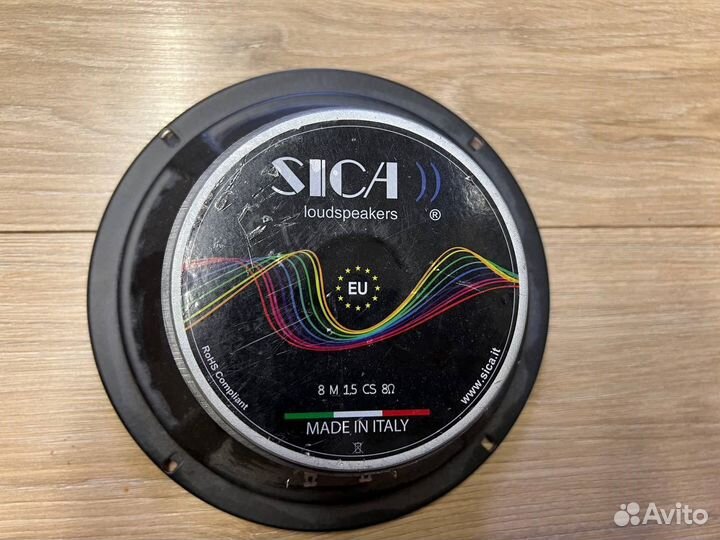 SICA ))
loudspeakers ®
EU
RoHS Compliant
www.sica.it
8 M 1,5 CS 8Ω
MADE IN ITALY
Avito